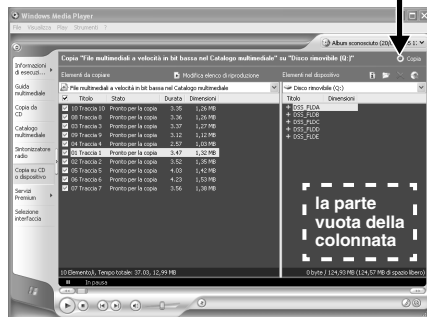 Windows Media Player
File Visualizza Play Strumenti ?
Album sconosciuto (20/01/5 1:
Copia "File multimediali a velocità in bit bassa nel Catalogo multimediale" su "Disco rimovibile (Q:)"
Copia
Informazioni di esecuzi...
Guida multimediale
Copia da CD
Catalogo multimediale
Sintonizzatore radio
Copia su CD o dispositivo
Servizi Premium
Selezione interfaccia
Elementi da copiare Modifica elenco di riproduzione
File multimediali a velocità in bit bassa nel Catalogo multimediale
Titolo Stato Durata Dimensioni
10 Traccia 10 Pronto per la copia 3.35 1,26 MB
08 Traccia 8 Pronto per la copia 3.36 1,26 MB
03 Traccia 3 Pronto per la copia 3.37 1,27 MB
09 Traccia 9 Pronto per la copia 3.12 1,12 MB
04 Traccia 4 Pronto per la copia 2.57 1,03 MB
01 Traccia 1 Pronto per la copia 3.47 1,32 MB
02 Traccia 2 Pronto per la copia 3.52 1,35 MB
05 Traccia 5 Pronto per la copia 4.03 1,42 MB
06 Traccia 6 Pronto per la copia 4.23 1,53 MB
07 Traccia 7 Pronto per la copia 3.56 1,38 MB
10 Elemento/i, Tempo totale: 37.03, 12,99 MB
Elementi nel dispositivo
Disco rimovibile (Q:)
Titolo Dimensioni
DSS_FLDA
DSS_FLDB
DSS_FLDC
DSS_FLDD
DSS_FLDE
la parte
vuota della
colonnata
0 byte / 124,93 MB (124,57 MB di spazio libero)
In pausa